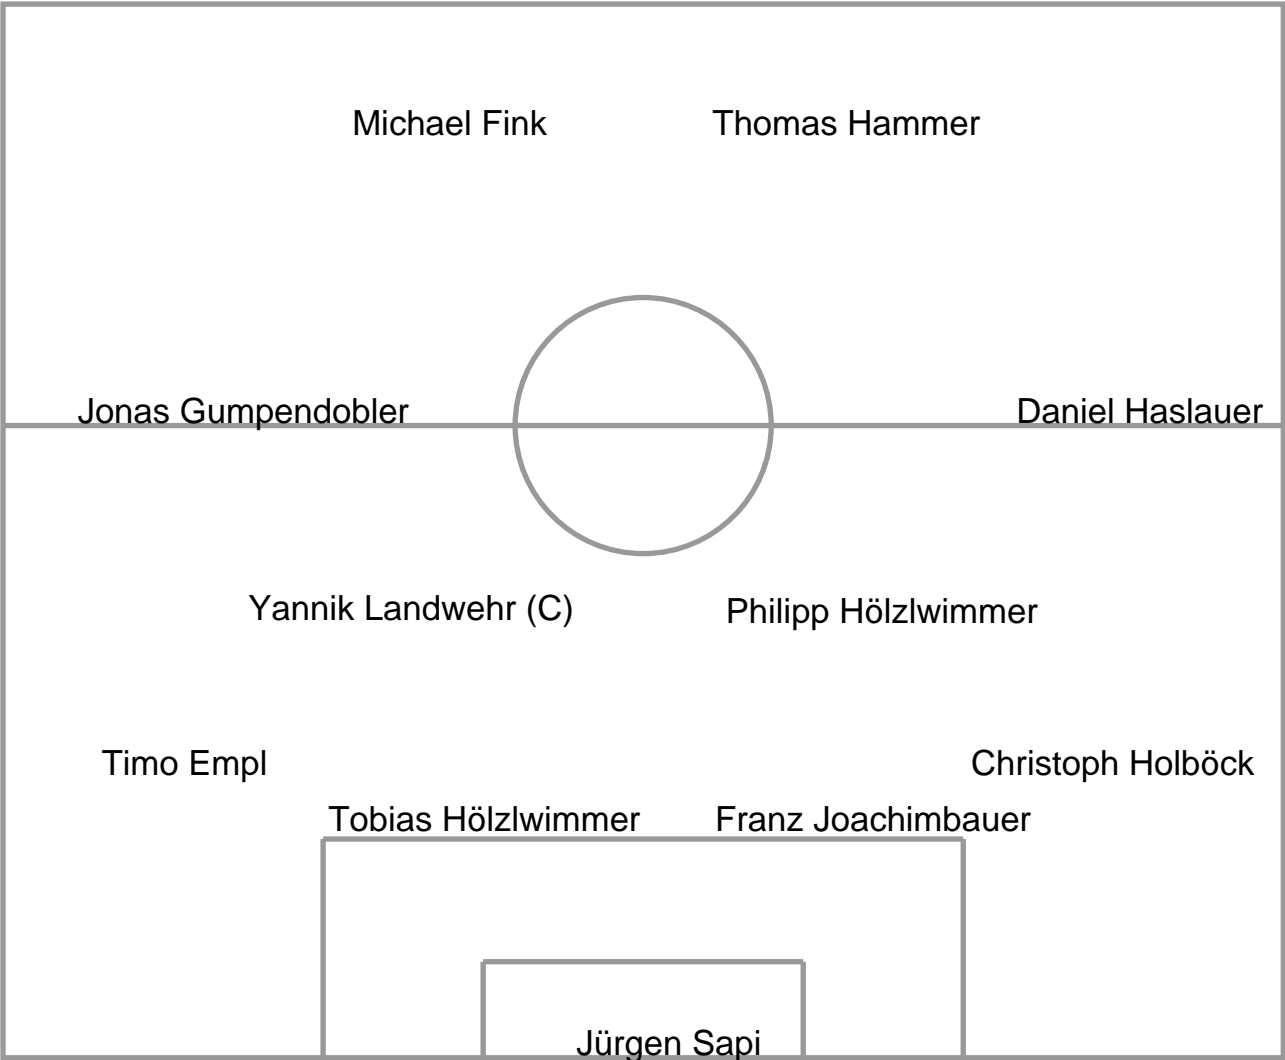 Michael Fink
Thomas Hammer
Jonas Gumpendobler
Daniel Haslauer
Yannik Landwehr (C)
Philipp Hölzlwimmer
Timo Empl
Christoph Holböck
Tobias Hölzlwimmer
Franz Joachimbauer
Jürgen Sapi